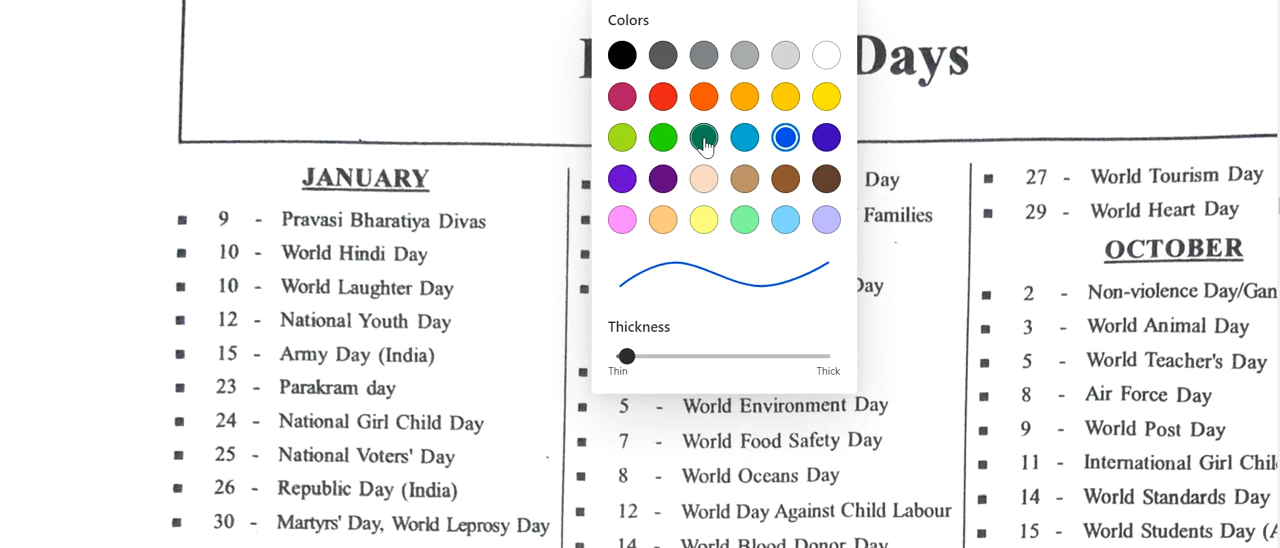 Colors
Days
Thickness
Thin
Thick
JANUARY
9 - Pravasi Bharatiya Divas
10 - World Hindi Day
10 - World Laughter Day
12 - National Youth Day
15 - Army Day (India)
23 - Parakram day
24 - National Girl Child Day
25 - National Voters' Day
26 - Republic Day (India)
30 - Martyrs' Day, World Leprosy Day
Day
Families
Day
5 - World Environment Day
7 - World Food Safety Day
8 - World Oceans Day
12 - World Day Against Child Labour
14 - World Blood Donor Day
27 - World Tourism Day
29 - World Heart Day
OCTOBER
2 - Non-violence Day/Gan
3 - World Animal Day
5 - World Teacher's Day
8 - Air Force Day
9 - World Post Day
11 - International Girl Chil
14 - World Standards Day
15 - World Students Day (A